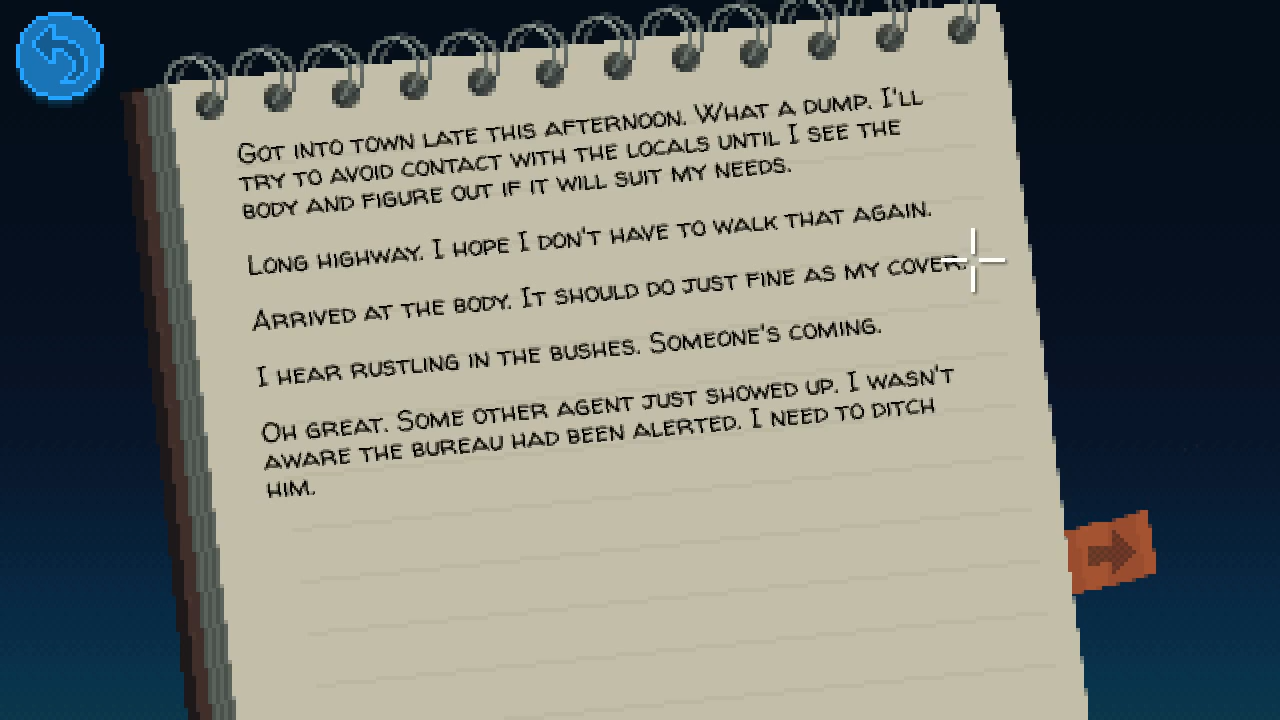 Got into town late this afternoon. What a dump. I'll
try to avoid contact with the locals until I see the
body and figure out if it will suit my needs.
Long highway. I hope I don't have to walk that again.
Arrived at the body. It should do just fine as my cover.
I hear rustling in the bushes. Someone's coming.
Oh great. Some other agent just showed up. I wasn't
aware the bureau had been alerted. I need to ditch
him.